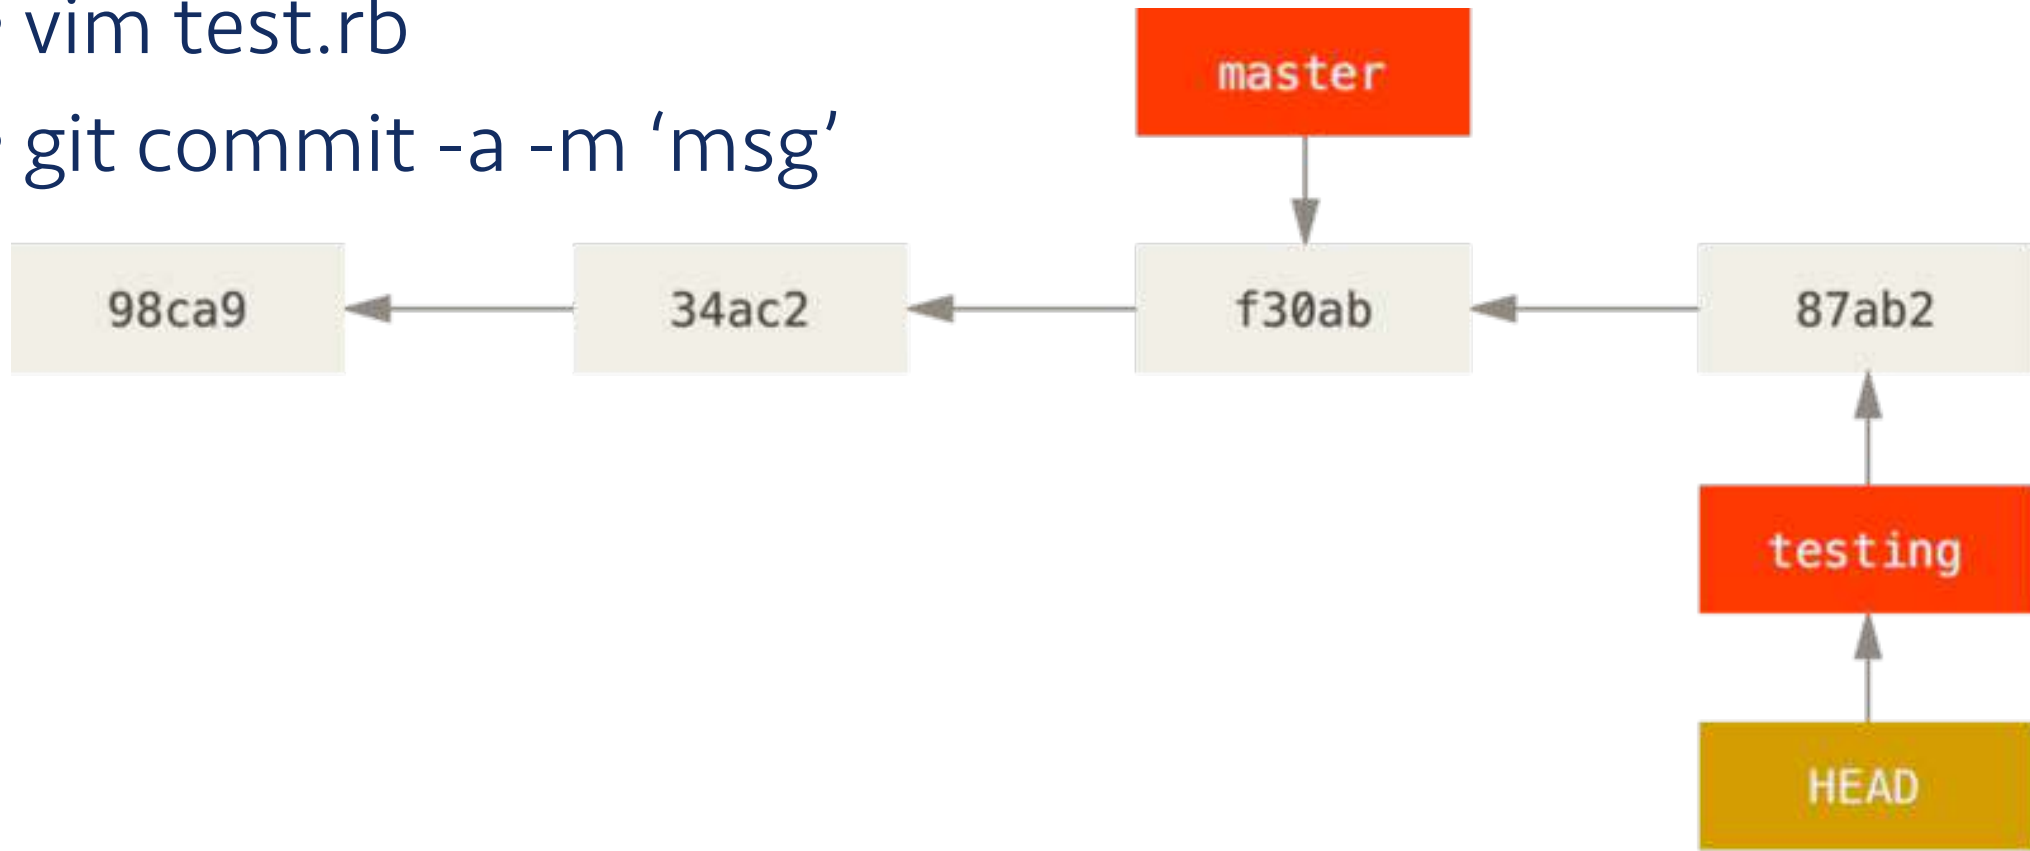 • vim test.rb
• git commit -a -m ‘msg’
master
98ca9
34ac2
f30ab
87ab2
testing
HEAD